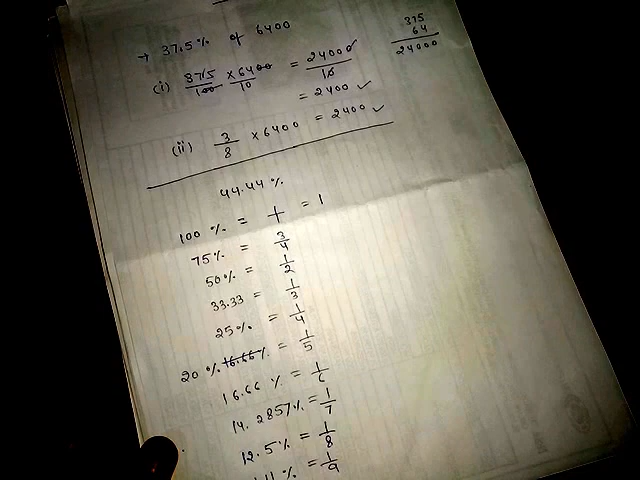 → 37.5% of 6400
375
64
24000
(i) 375/100 × 6400/10 = 24000/10
= 2400 ✓
(ii) 3/8 × 6400 = 2400 ✓
44.44%
100% = 1/1 = 1
75% = 3/4
50% = 1/2
33.33 = 1/3
25% = 1/4
20% 16.66% = 1/5
16.66% = 1/6
14.2857% = 1/7
12.5% = 1/8
.11% = 1/9